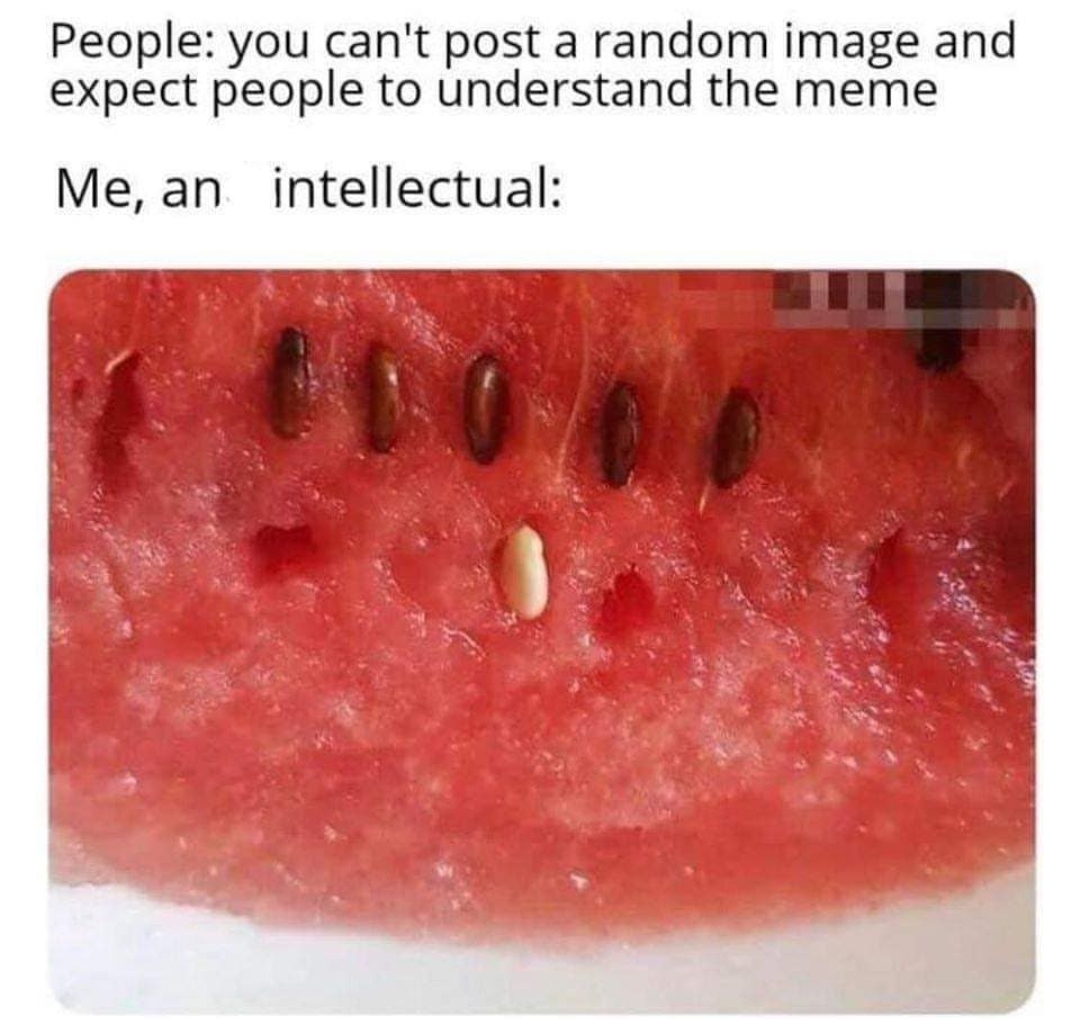 People: you can't post a random image and
expect people to understand the meme
Me, an intellectual: